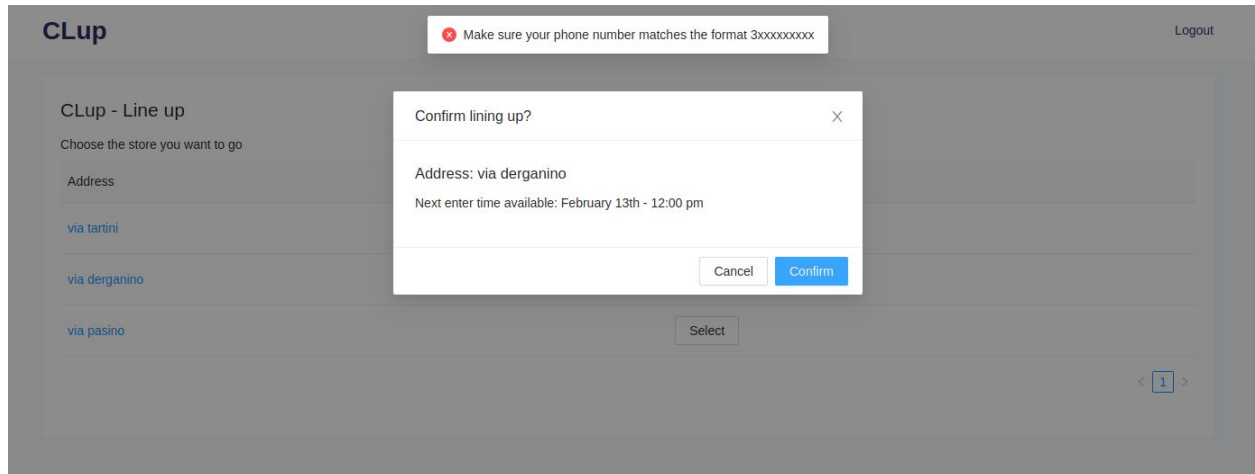 CLup
Make sure your phone number matches the format 3xxxxxxxxx
Logout
CLup - Line up
Choose the store you want to go
Address
via tartini
via derganino
via pasino
Select
1
Confirm lining up?
Address: via derganino
Next enter time available: February 13th - 12:00 pm
Cancel
Confirm